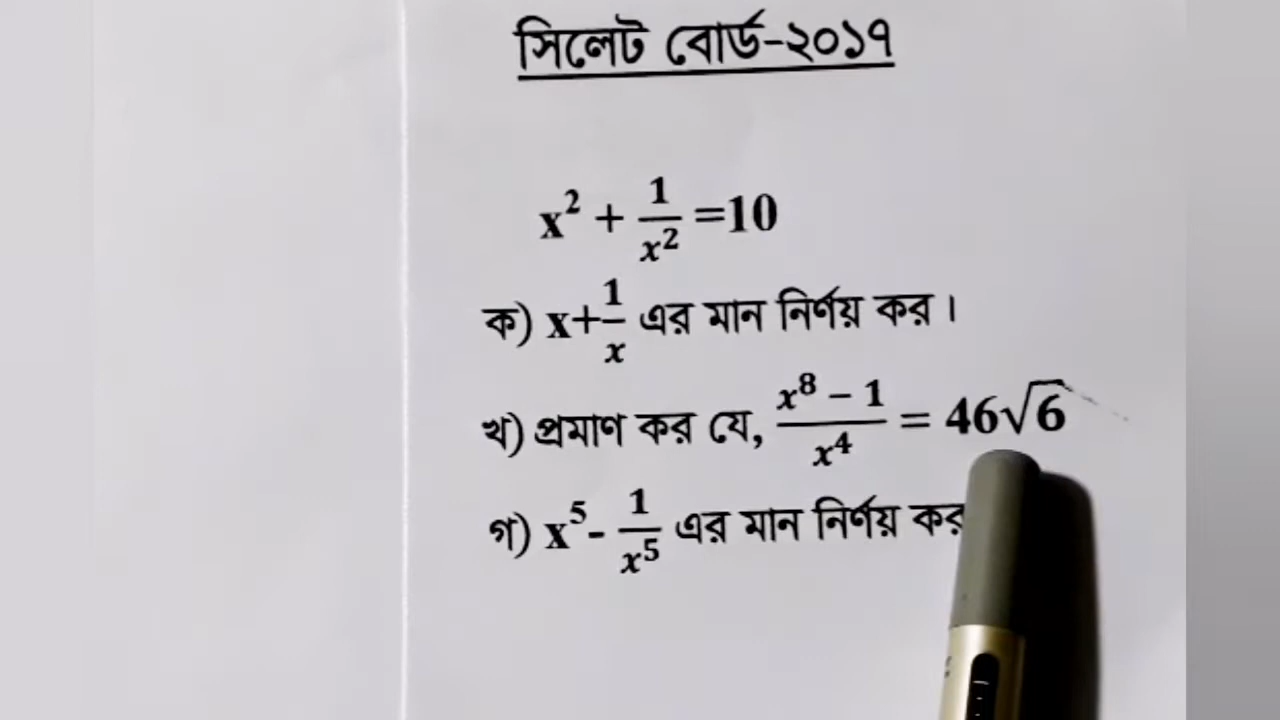 সিলেট বোর্ড-২০১৭
x² + 1/x² =10
ক) x+1/x এর মান নির্ণয় কর।
খ) প্রমাণ কর যে, (x⁸ – 1)/x⁴ = 46√6
গ) x⁵- 1/x⁵ এর মান নির্ণয় কর